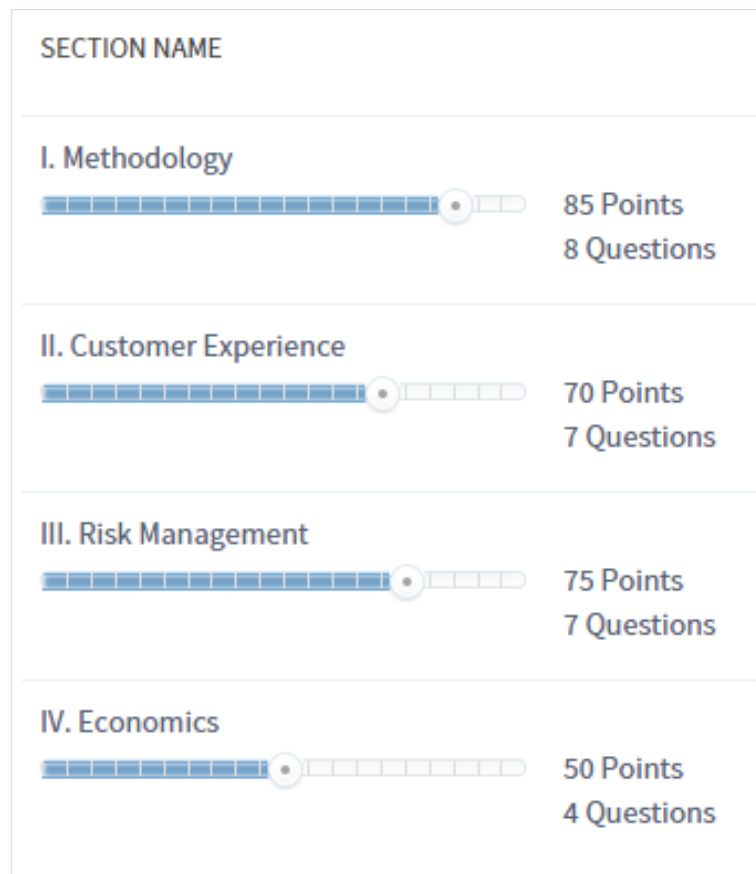 SECTION NAME
I. Methodology
85 Points
8 Questions
II. Customer Experience
70 Points
7 Questions
III. Risk Management
75 Points
7 Questions
IV. Economics
50 Points
4 Questions